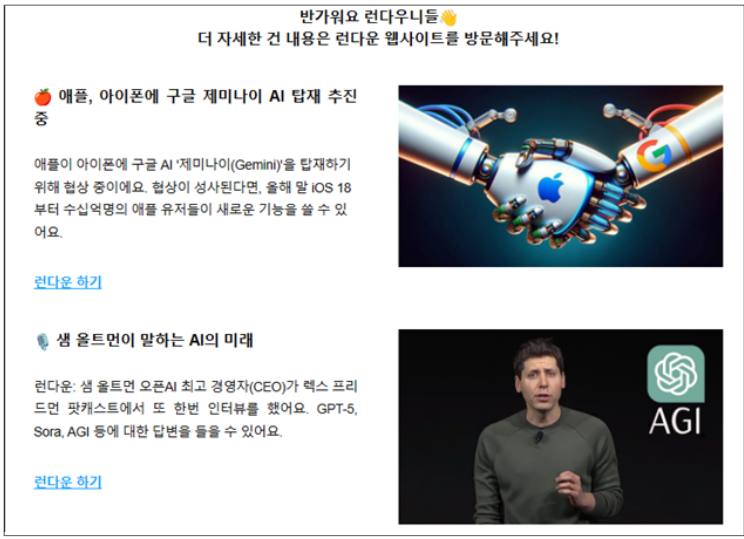 반가워요 런다우니들👋
더 자세한 건 내용은 런다운 웹사이트를 방문해주세요!
🍎 애플, 아이폰에 구글 제미나이 AI 탑재 추진
중
애플이 아이폰에 구글 AI '제미나이(Gemini)'을 탑재하기
위해 협상 중이에요. 협상이 성사된다면, 올해 말 iOS 18
부터 수십억명의 애플 유저들이 새로운 기능을 쓸 수 있
어요.
런다운 하기
🎙️ 샘 올트먼이 말하는 AI의 미래
런다운: 샘 올트먼 오픈AI 최고 경영자(CEO)가 렉스 프리
드먼 팟캐스트에서 또 한번 인터뷰를 했어요. GPT-5,
Sora, AGI 등에 대한 답변을 들을 수 있어요.
런다운 하기
G
AGI